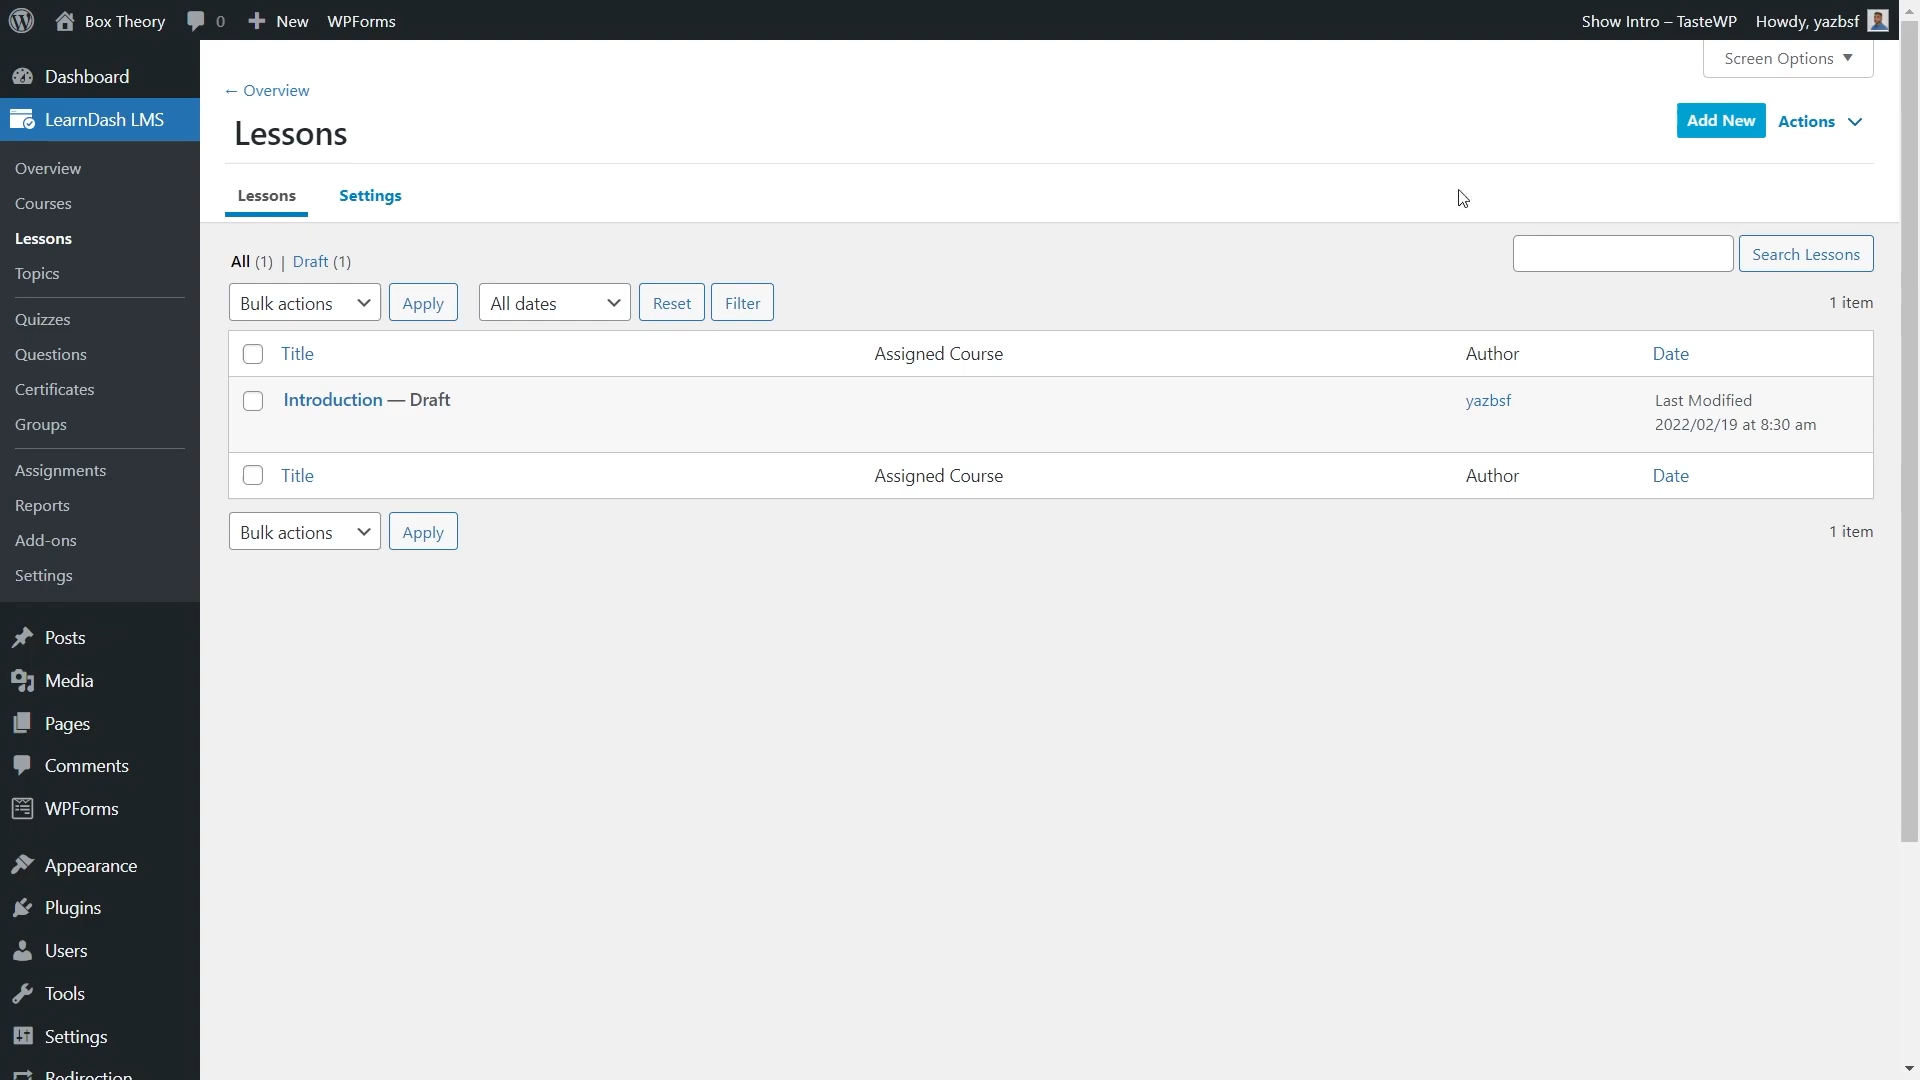 Box Theory
0
New
WPForms
Show Intro – TasteWP
Howdy, yazbsf
Dashboard
LearnDash LMS
Overview
Courses
Lessons
Topics
Quizzes
Questions
Certificates
Groups
Assignments
Reports
Add-ons
Settings
Posts
Media
Pages
Comments
WPForms
Appearance
Plugins
Users
Tools
Settings
Redirection
Screen Options
← Overview
Lessons
Add New
Actions
Lessons
Settings
All (1) | Draft (1)
Search Lessons
Bulk actions
Apply
All dates
Reset
Filter
1 item
Title
Assigned Course
Author
Date
Introduction — Draft
yazbsf
Last Modified
2022/02/19 at 8:30 am
Title
Assigned Course
Author
Date
Bulk actions
Apply
1 item